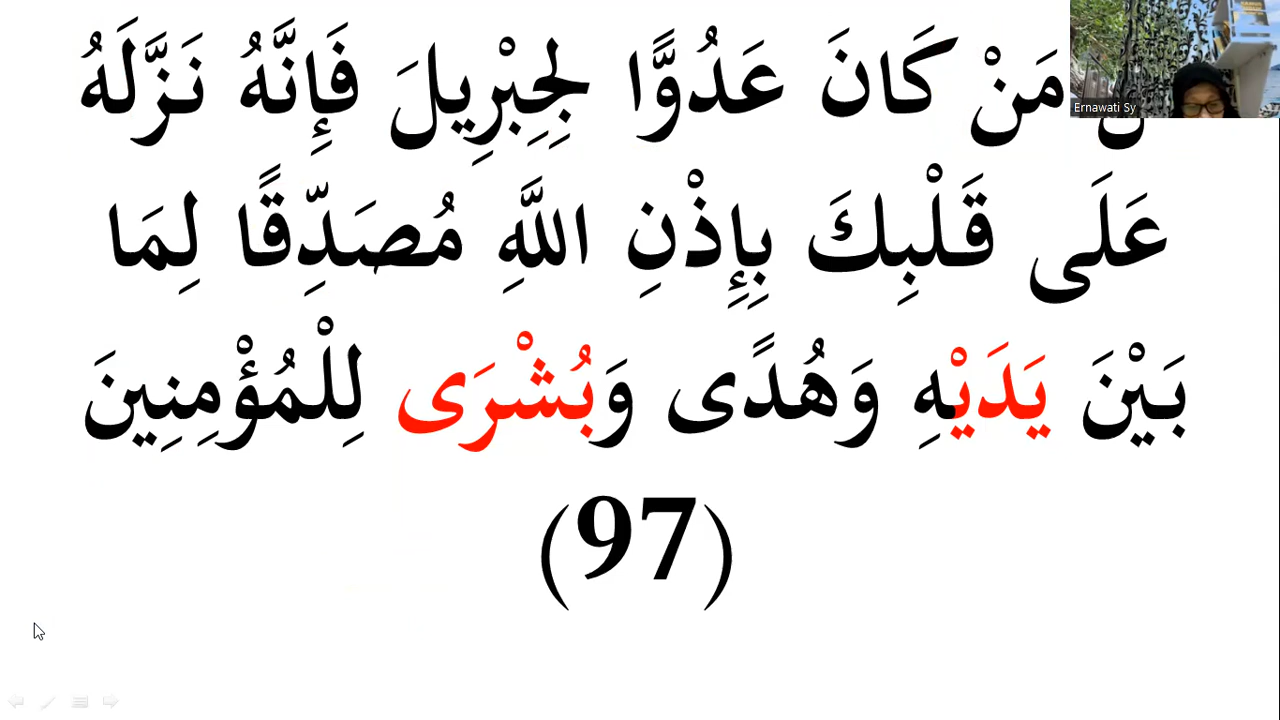 مَنْ كَانَ عَدُوًّا لِجِبْرِيلَ فَإِنَّهُ نَزَّلَهُ
عَلَى قَلْبِكَ بِإِذْنِ اللَّهِ مُصَدِّقًا لِمَا
بَيْنَ يَدَيْهِ وَهُدًى وَبُشْرَى لِلْمُؤْمِنِينَ
(97)
Ernawati Sy